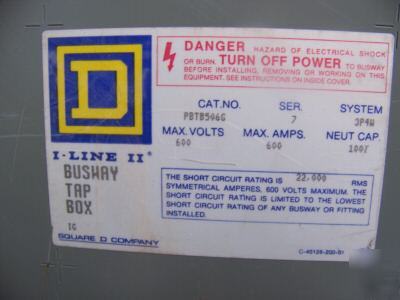 DANGER HAZARD OF ELECTRICAL SHOCK
OR BURN. TURN OFF POWER TO BUSWAY
BEFORE INSTALLING, REMOVING OR WORKING ON THIS
EQUIPMENT. SEE INSTRUCTIONS ON INSIDE COVER.
D
I-LINE II®
BUSWAY
TAP
BOX
IG
SQUARE D COMPANY
CAT.NO. SER. SYSTEM
PBTB506G 7 3P4W
MAX. VOLTS MAX. AMPS. NEUT CAP.
600 600
THE SHORT CIRCUIT RATING IS 22,000 RMS
SYMMETRICAL AMPERES, 600 VOLTS MAXIMUM. THE
SHORT CIRCUIT RATING IS LIMITED TO THE LOWEST
SHORT CIRCUIT RATING OF ANY BUSWAY OR FITTING
INSTALLED.